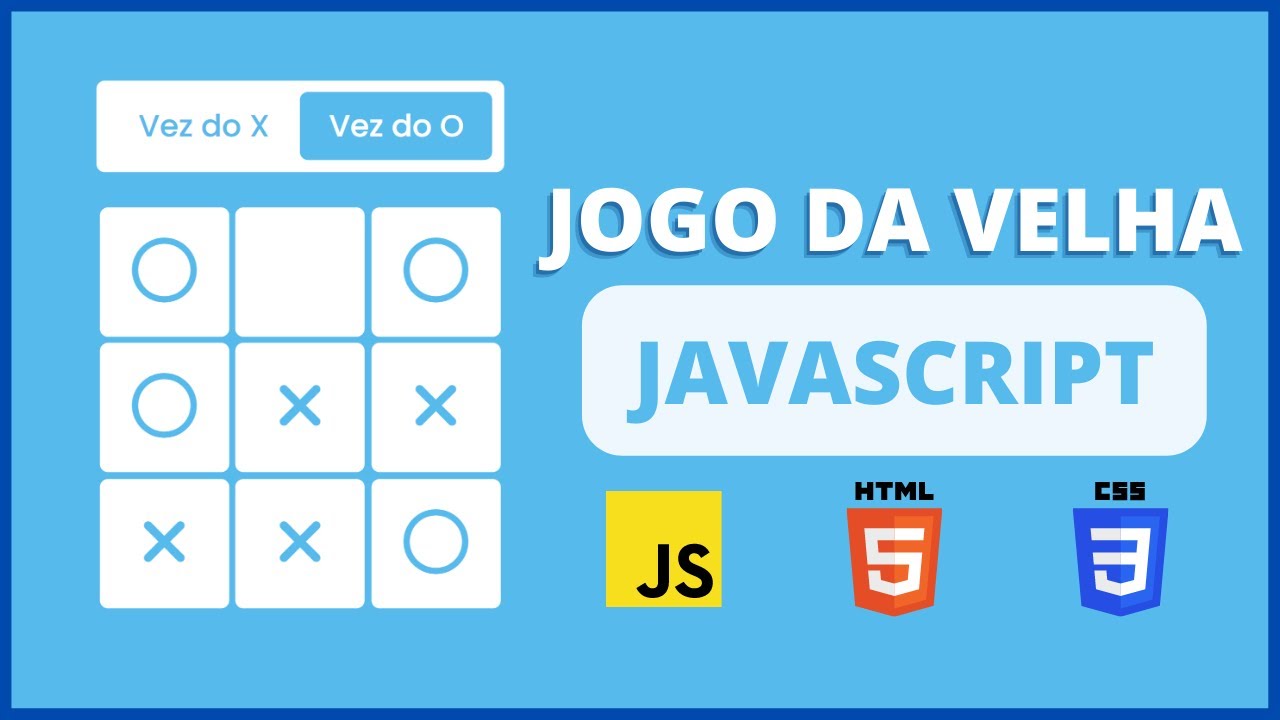 Vez do X
Vez do O
JOGO DA VELHA
JAVASCRIPT
JS
HTML
5
CSS
3